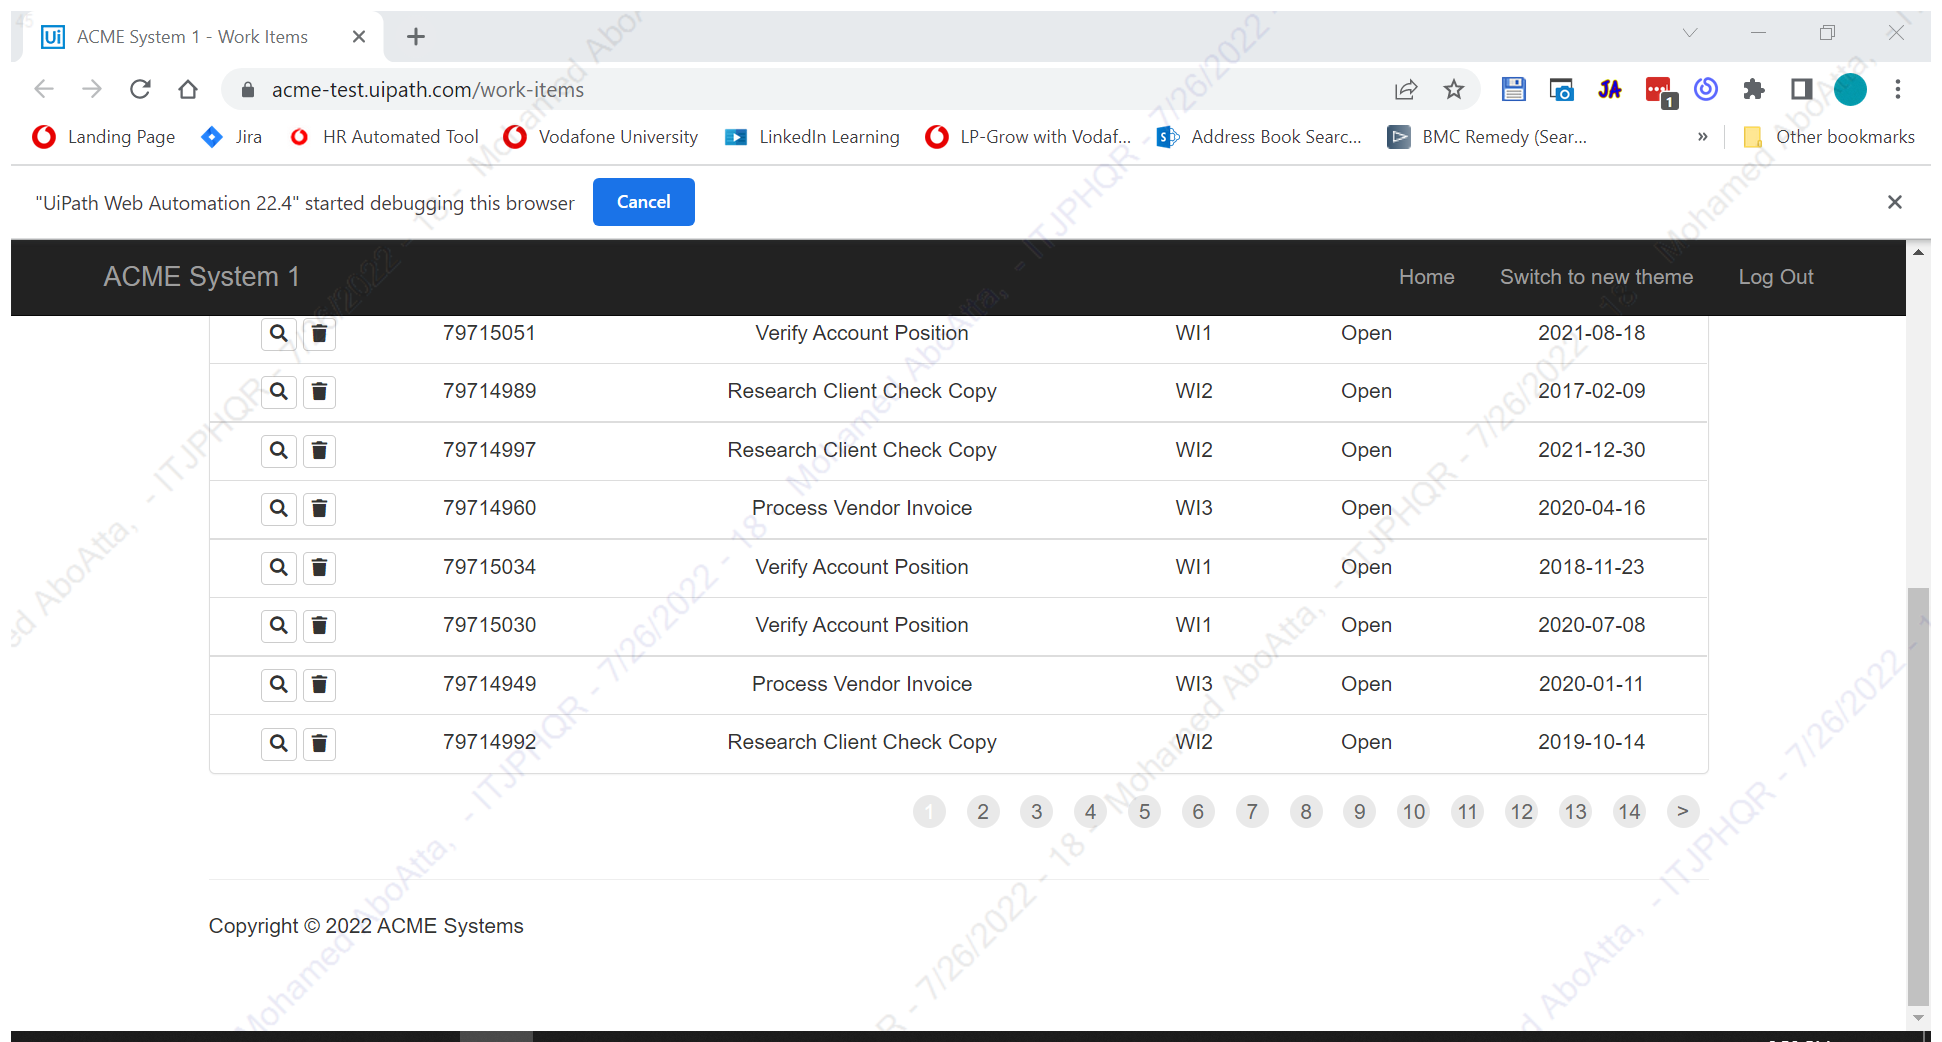 ACME System 1 - Work Items
acme-test.uipath.com/work-items
1
Landing Page Jira HR Automated Tool Vodafone University LinkedIn Learning LP-Grow with Vodaf... Address Book Searc... BMC Remedy (Sear... » Other bookmarks
"UiPath Web Automation 22.4" started debugging this browser Cancel
ACME System 1 Home Switch to new theme Log Out
79715051 Verify Account Position WI1 Open 2021-08-18
79714989 Research Client Check Copy WI2 Open 2017-02-09
79714997 Research Client Check Copy WI2 Open 2021-12-30
79714960 Process Vendor Invoice WI3 Open 2020-04-16
79715034 Verify Account Position WI1 Open 2018-11-23
79715030 Verify Account Position WI1 Open 2020-07-08
79714949 Process Vendor Invoice WI3 Open 2020-01-11
79714992 Research Client Check Copy WI2 Open 2019-10-14
1 2 3 4 5 6 7 8 9 10 11 12 13 14 >
Copyright © 2022 ACME Systems
Mohamed AboAtta, - ITJPHQR - 7/26/2022 - 18